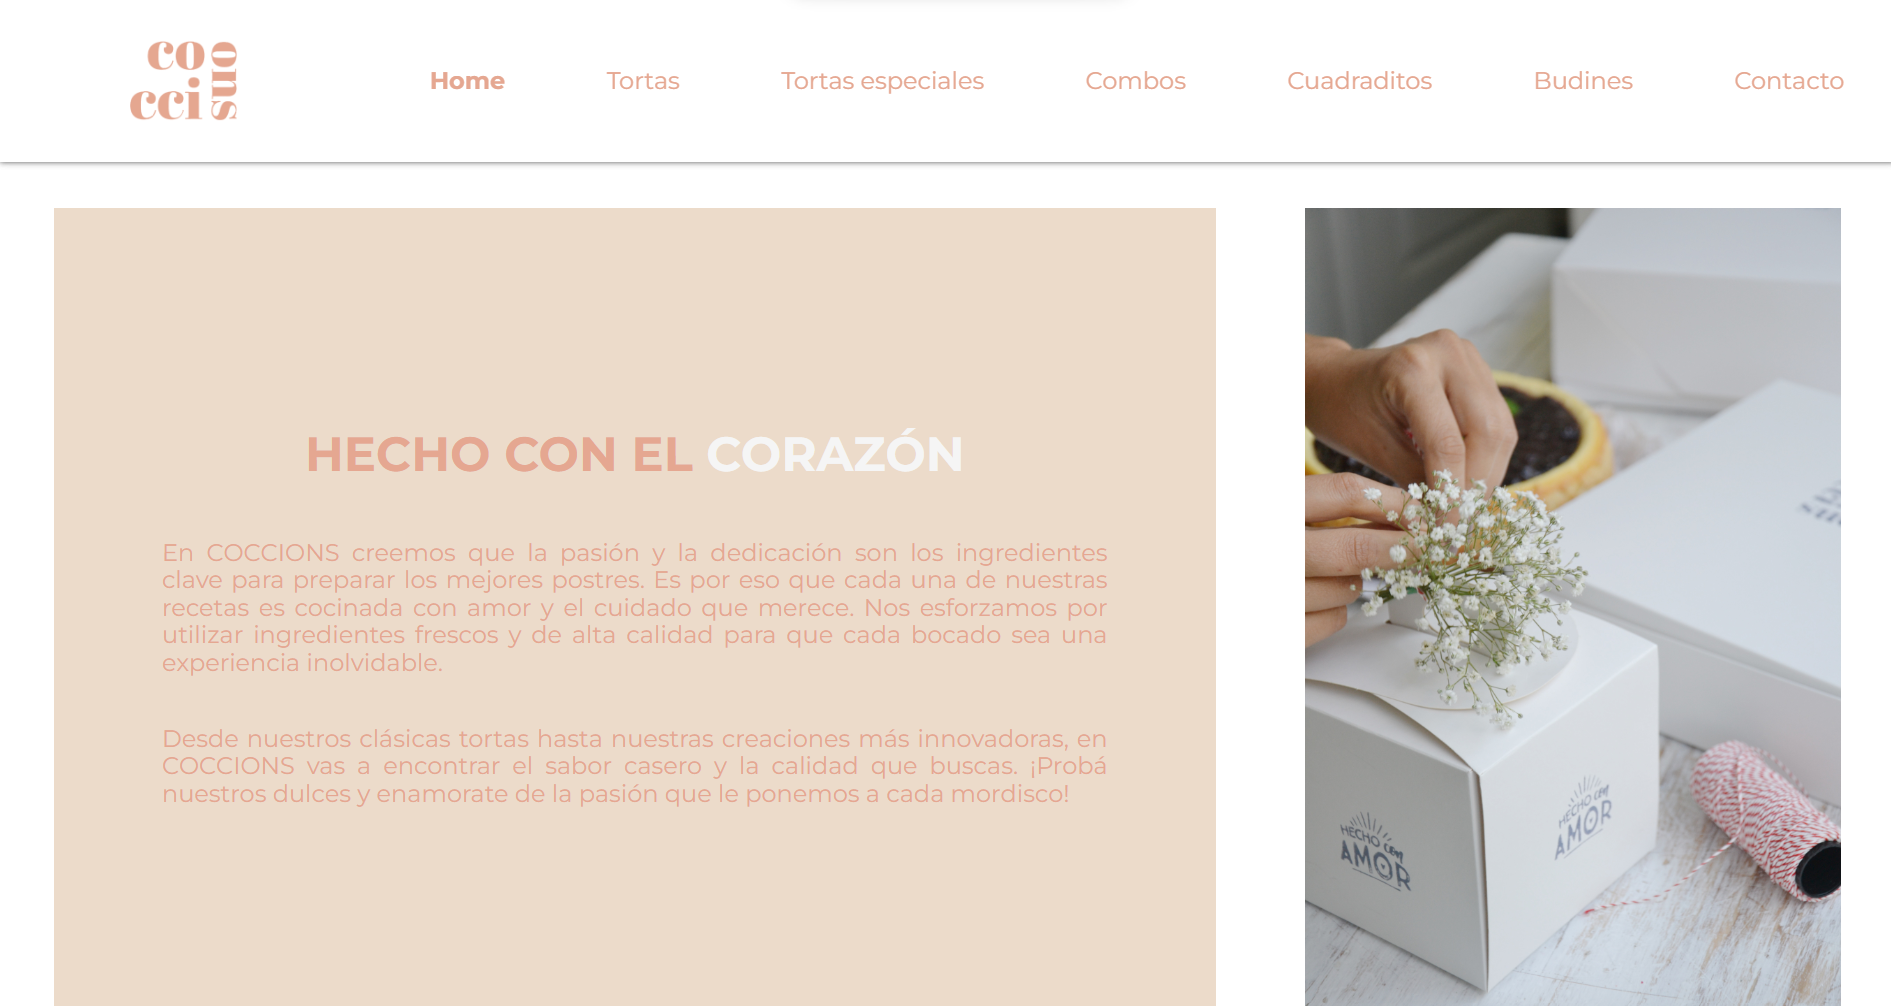 co
cci
ons
Home
Tortas
Tortas especiales
Combos
Cuadraditos
Budines
Contacto
HECHO CON EL CORAZÓN
En COCCIONS creemos que la pasión y la dedicación son los ingredientes
clave para preparar los mejores postres. Es por eso que cada una de nuestras
recetas es cocinada con amor y el cuidado que merece. Nos esforzamos por
utilizar ingredientes frescos y de alta calidad para que cada bocado sea una
experiencia inolvidable.
Desde nuestros clásicas tortas hasta nuestras creaciones más innovadoras, en
COCCIONS vas a encontrar el sabor casero y la calidad que buscas. ¡Probá
nuestros dulces y enamorate de la pasión que le ponemos a cada mordisco!
HECHO con
AMOR
HECHO con
AMOR